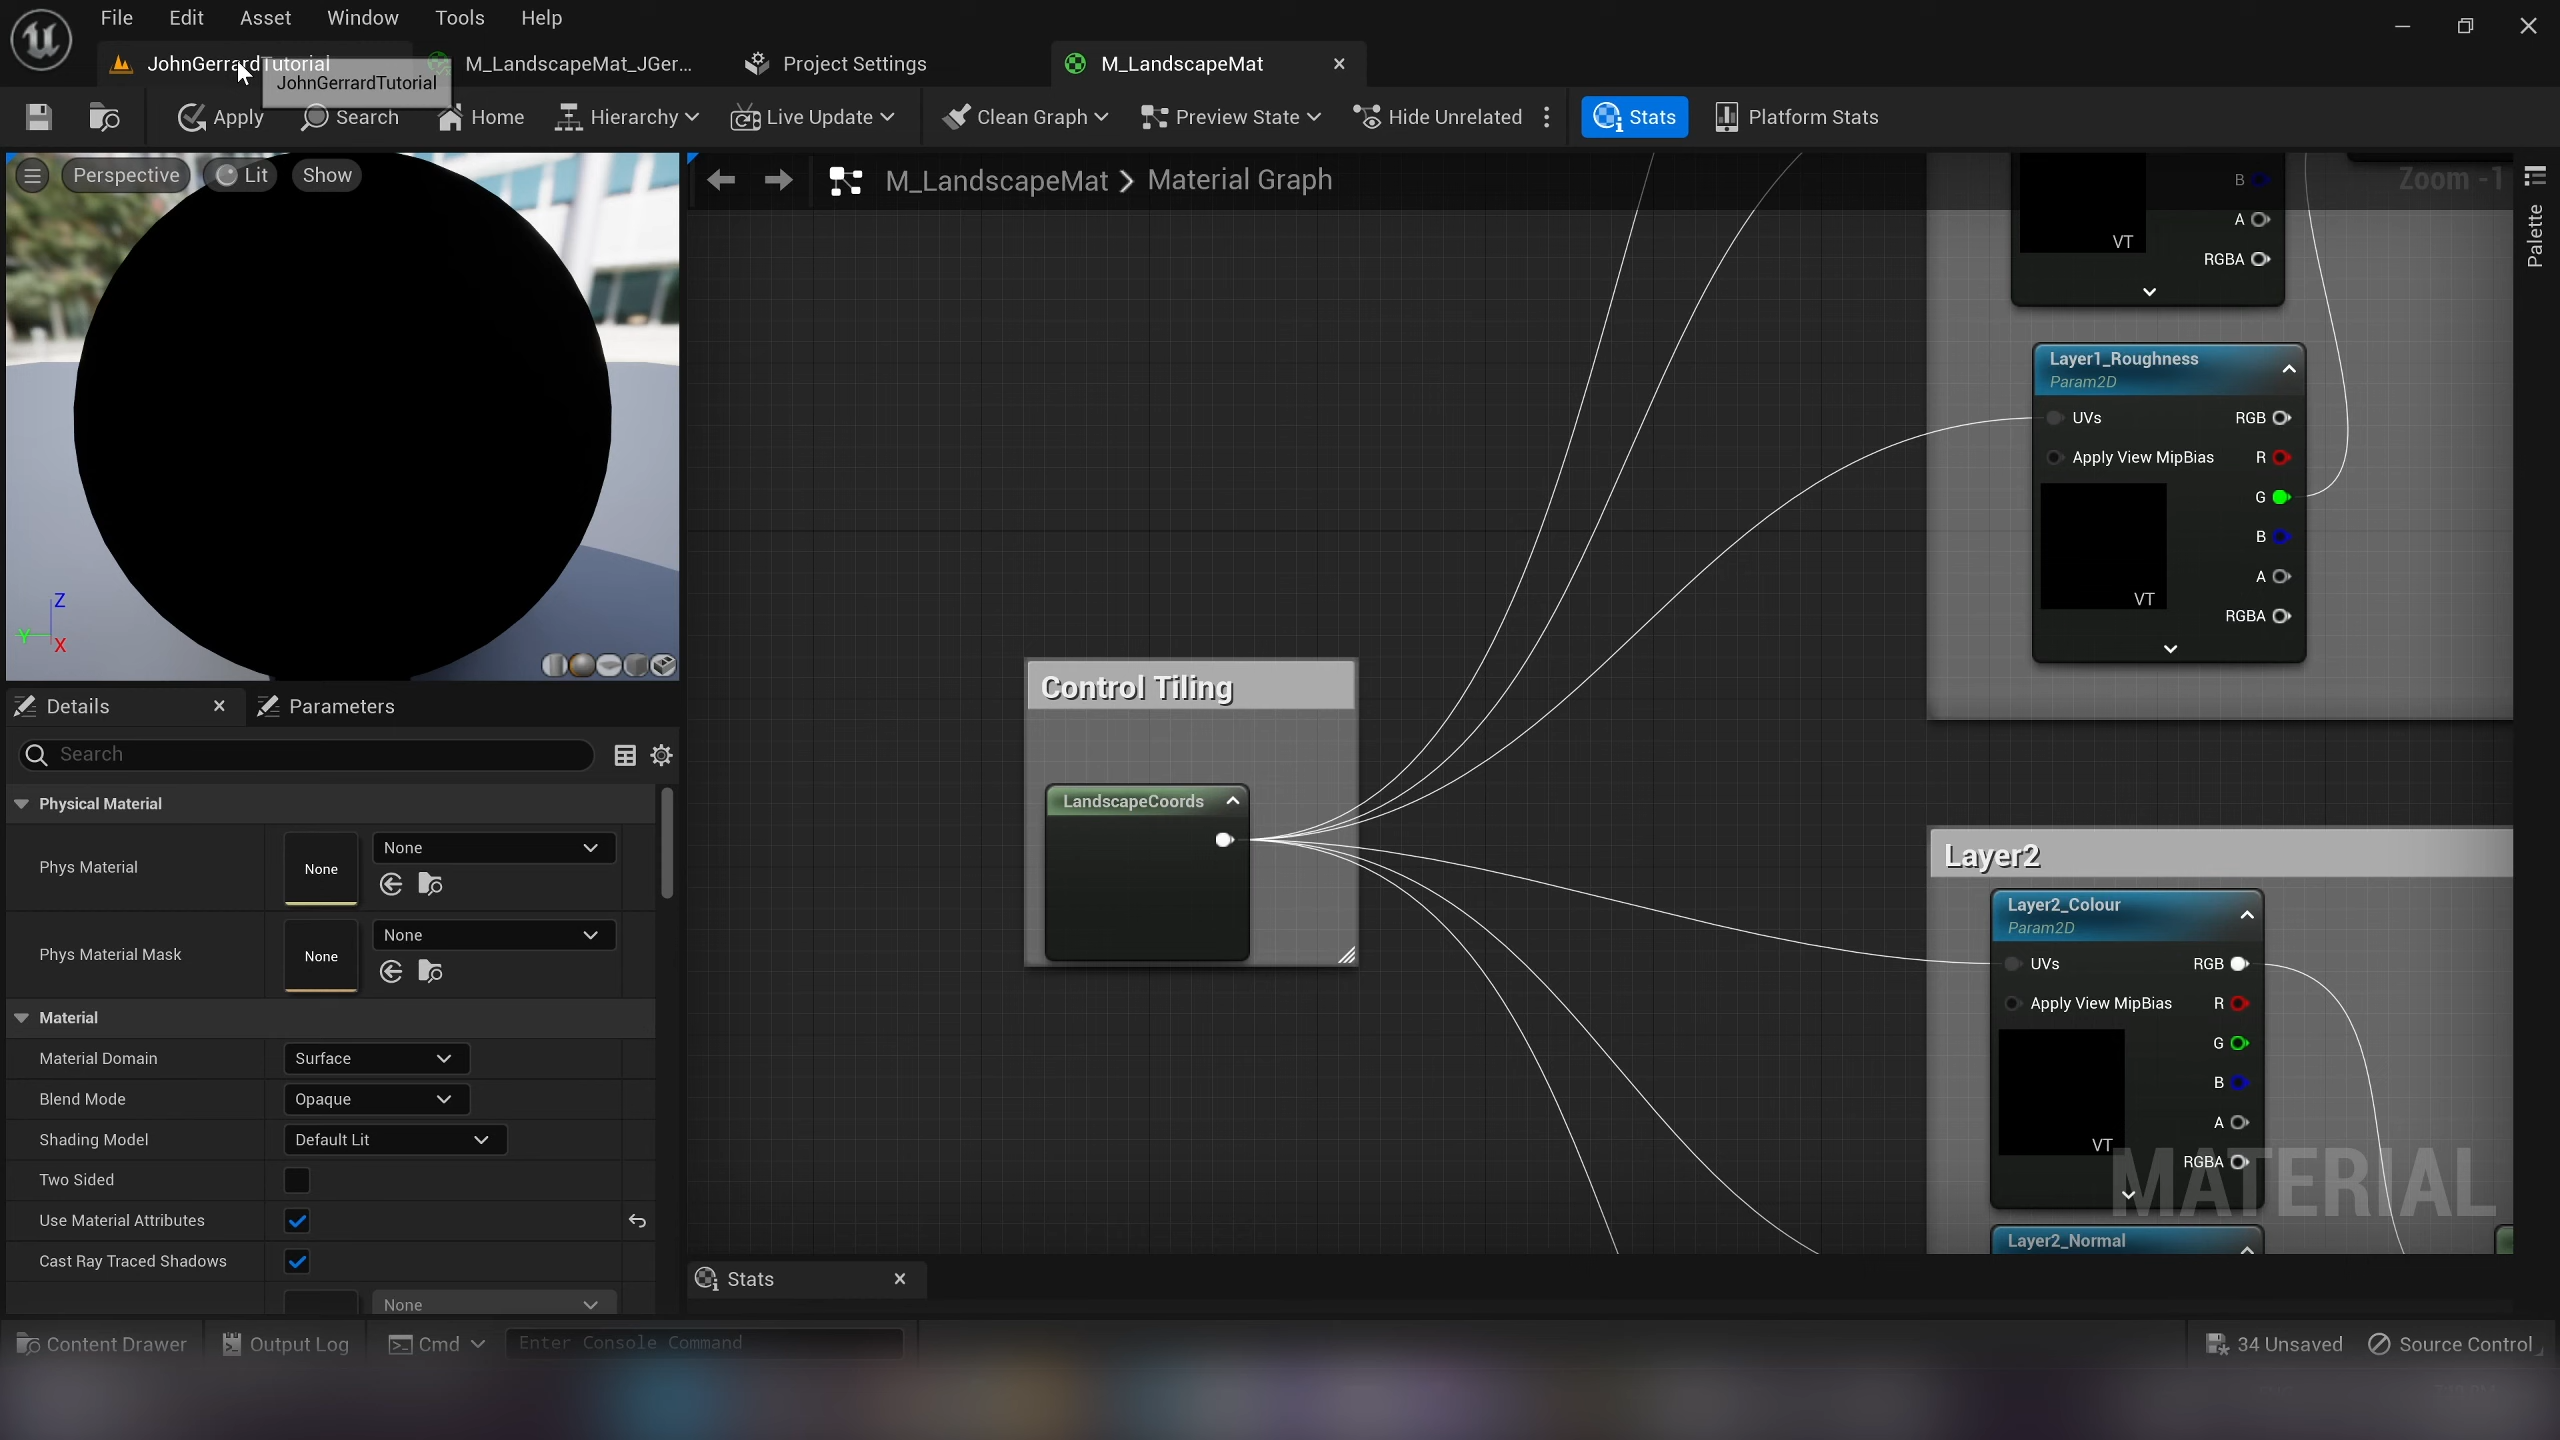 File Edit Asset Window Tools Help
JohnGerrardTutorial M_LandscapeMat_JGer... Project Settings M_LandscapeMat
JohnGerrardTutorial
Apply Search Home Hierarchy Live Update Clean Graph Preview State Hide Unrelated Stats Platform Stats
Perspective Lit Show
M_LandscapeMat > Material Graph
Zoom -1
Palette
B
A
VT
RGBA
Layer1_Roughness
Param2D
UVs RGB
Apply View MipBias R
G
B
A
VT
RGBA
Z
Y
X
Control Tiling
LandscapeCoords
Layer2
Layer2_Colour
Param2D
UVs RGB
Apply View MipBias R
G
B
A
VT
RGBA
MATERIAL
Layer2_Normal
Details Parameters
Search
Physical Material
Phys Material None None
Phys Material Mask None None
Material
Material Domain Surface
Blend Mode Opaque
Shading Model Default Lit
Two Sided
Use Material Attributes
Cast Ray Traced Shadows
None
Stats
Content Drawer Output Log Cmd Enter Console Command 34 Unsaved Source Control